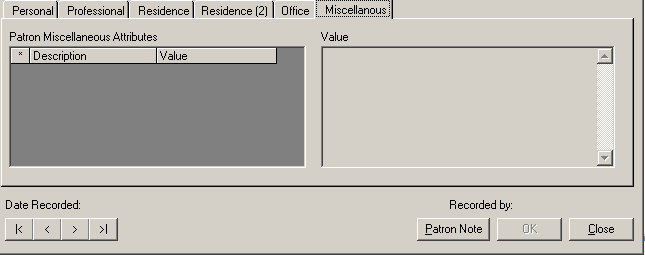 Personal Professional Residence Residence (2) Office Miscellanous
Patron Miscellaneous Attributes Value
* Description Value
Date Recorded: Recorded by:
|< < > >| Patron Note OK Close